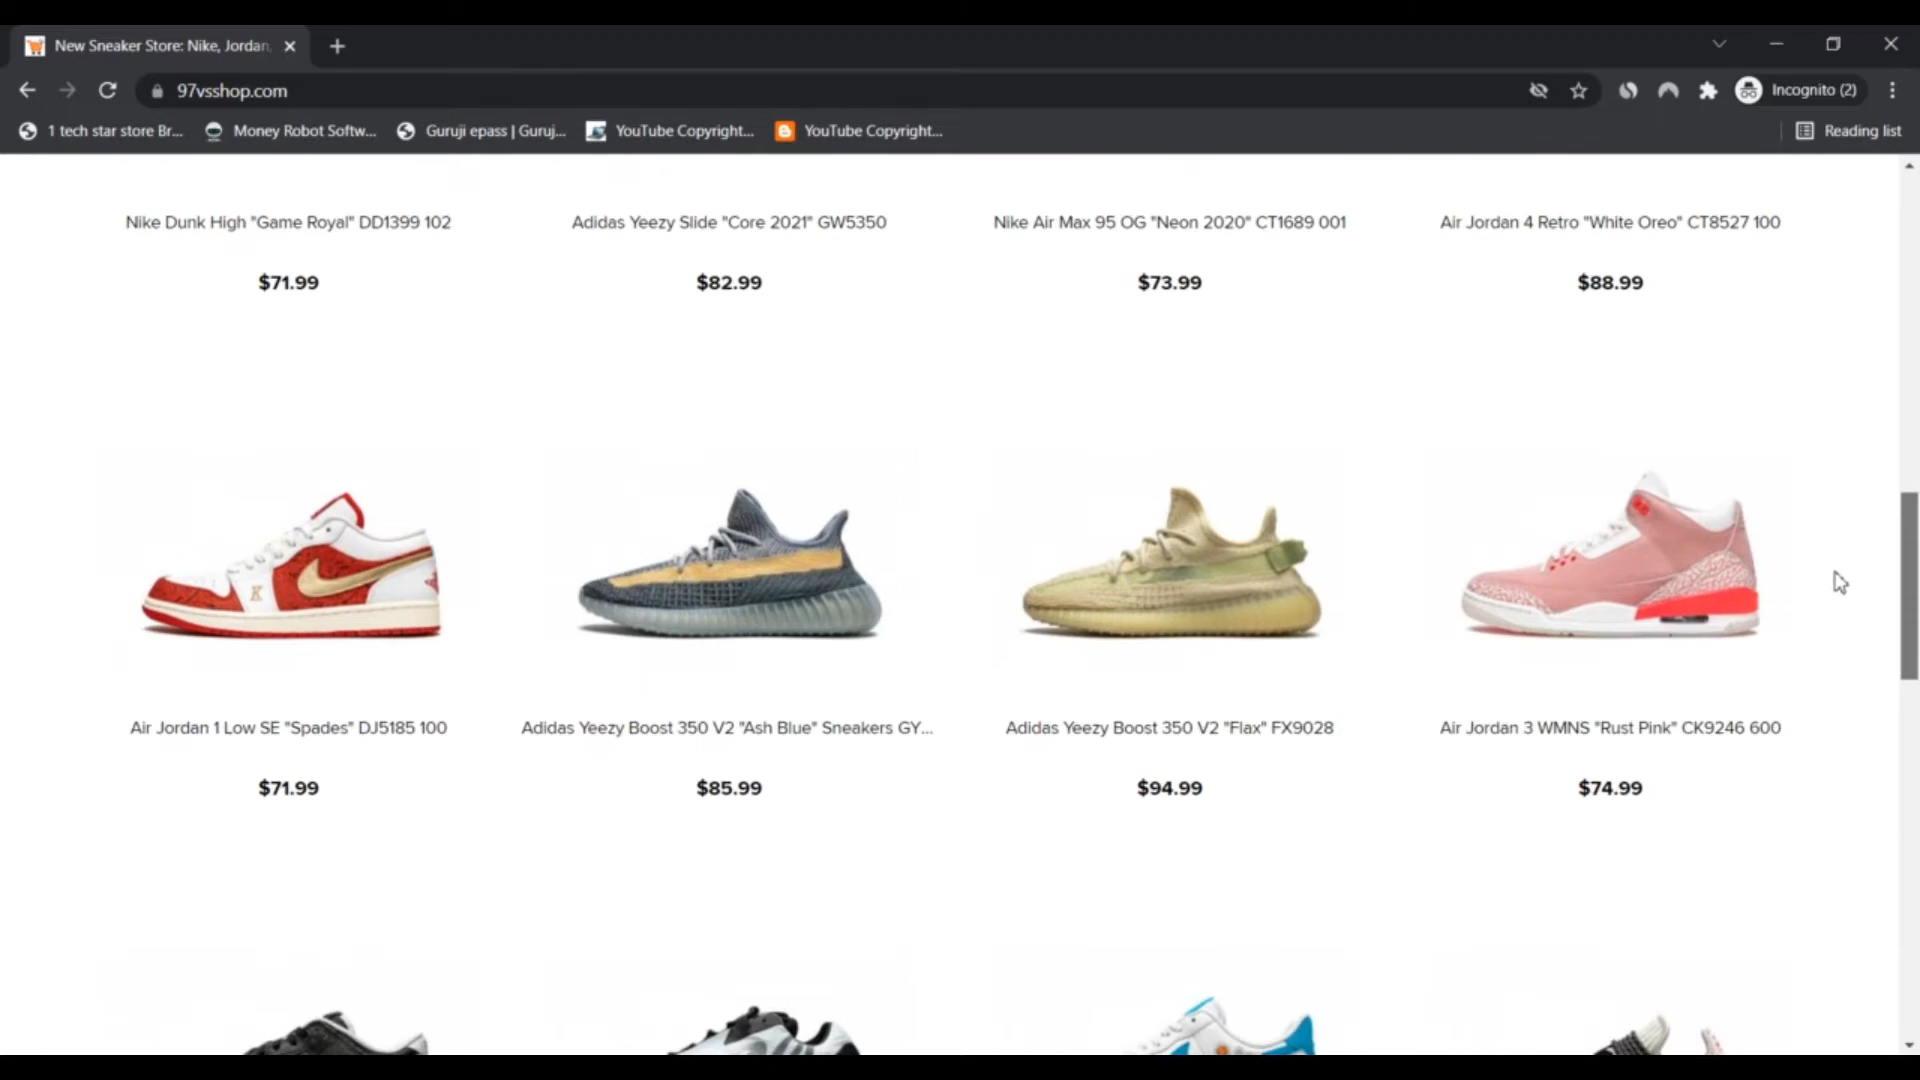 New Sneaker Store: Nike, Jordan,
97vsshop.com
Incognito (2)
1 tech star store Br...
Money Robot Softw...
Guruji epass | Guruj...
YouTube Copyright...
YouTube Copyright...
Reading list
Nike Dunk High "Game Royal" DD1399 102
Adidas Yeezy Slide "Core 2021" GW5350
Nike Air Max 95 OG "Neon 2020" CT1689 001
Air Jordan 4 Retro "White Oreo" CT8527 100
$71.99
$82.99
$73.99
$88.99
K
Air Jordan 1 Low SE "Spades" DJ5185 100
Adidas Yeezy Boost 350 V2 "Ash Blue" Sneakers GY...
Adidas Yeezy Boost 350 V2 "Flax" FX9028
Air Jordan 3 WMNS "Rust Pink" CK9246 600
$71.99
$85.99
$94.99
$74.99